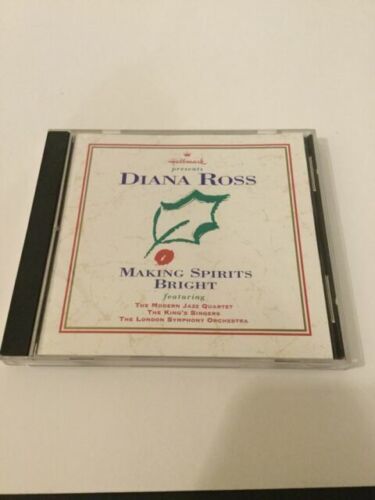 Hallmark
presents
DIANA ROSS
MAKING SPIRITS
BRIGHT
featuring
THE MODERN JAZZ QUARTET
THE KING'S SINGERS
THE LONDON SYMPHONY ORCHESTRA